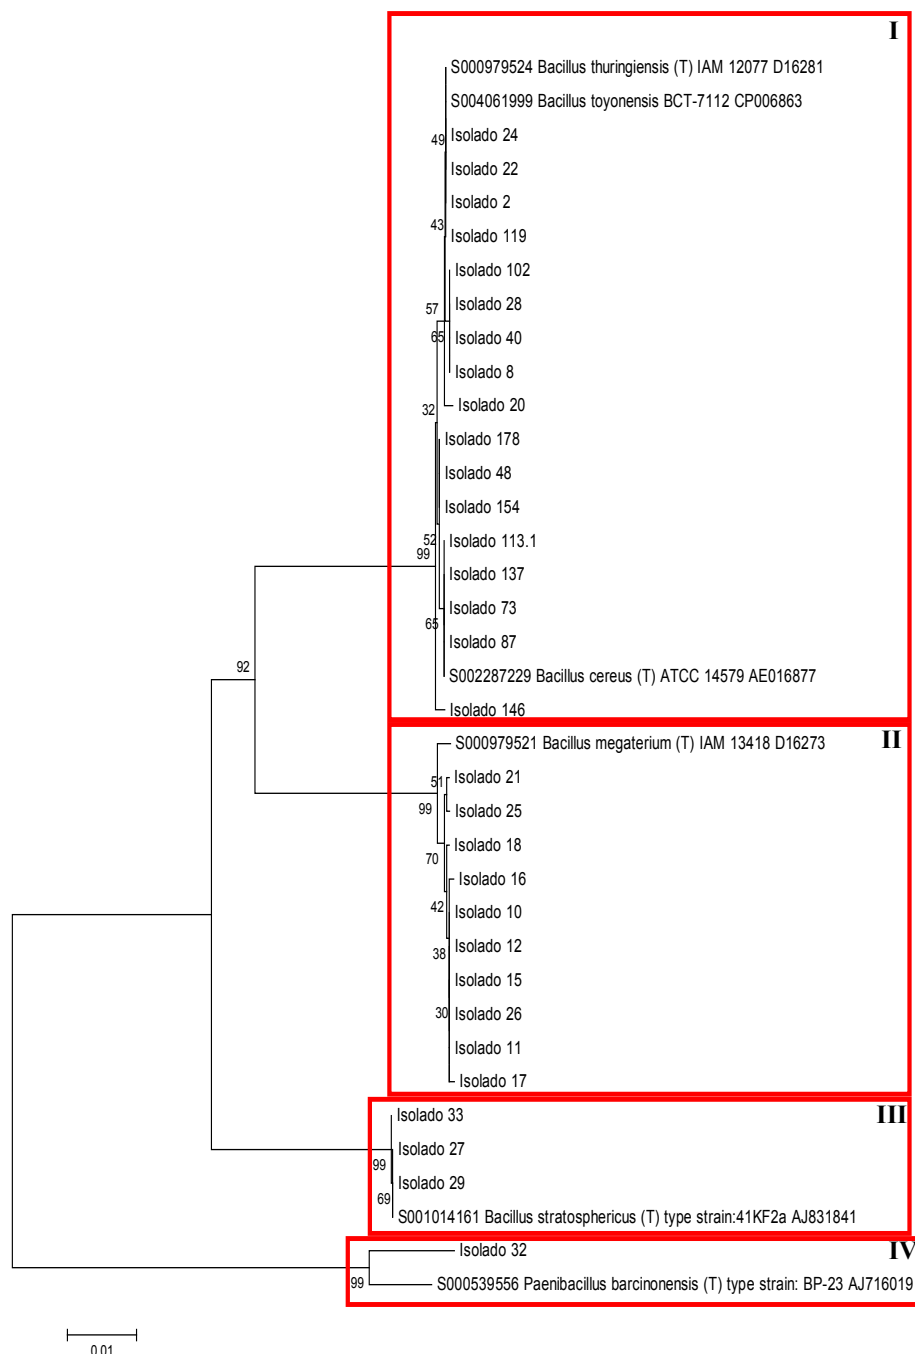 I
S000979524 Bacillus thuringiensis (T) IAM 12077 D16281
S004061999 Bacillus toyonensis BCT-7112 CP006863
49
Isolado 24
Isolado 22
Isolado 2
43
Isolado 119
Isolado 102
57
Isolado 28
65
Isolado 40
Isolado 8
32
Isolado 20
Isolado 178
Isolado 48
Isolado 154
52
Isolado 113.1
99
Isolado 137
Isolado 73
65
Isolado 87
92
S002287229 Bacillus cereus (T) ATCC 14579 AE016877
Isolado 146
II
S000979521 Bacillus megaterium (T) IAM 13418 D16273
51
Isolado 21
99
Isolado 25
Isolado 18
70
Isolado 16
42
Isolado 10
38
Isolado 12
Isolado 15
30
Isolado 26
Isolado 11
Isolado 17
III
Isolado 33
Isolado 27
99
Isolado 29
69
S001014161 Bacillus stratosphericus (T) type strain:41KF2a AJ831841
IV
Isolado 32
99
S000539556 Paenibacillus barcinonensis (T) type strain: BP-23 AJ716019
0.01